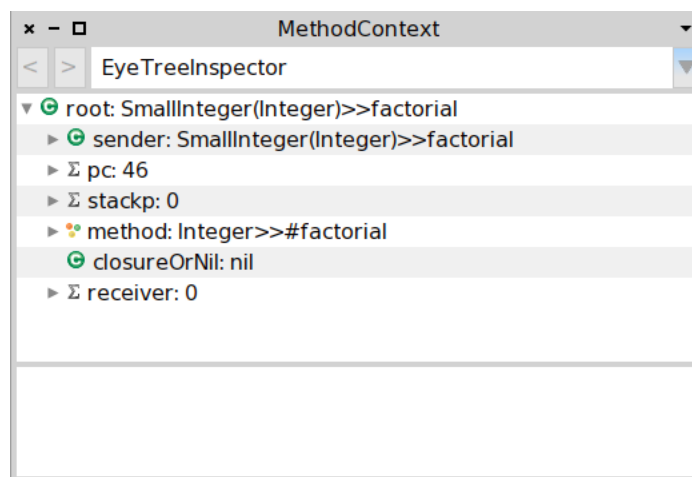 MethodContext
< > EyeTreeInspector
root: SmallInteger(Integer)>>factorial
sender: SmallInteger(Integer)>>factorial
Σ pc: 46
Σ stackp: 0
method: Integer>>#factorial
closureOrNil: nil
Σ receiver: 0